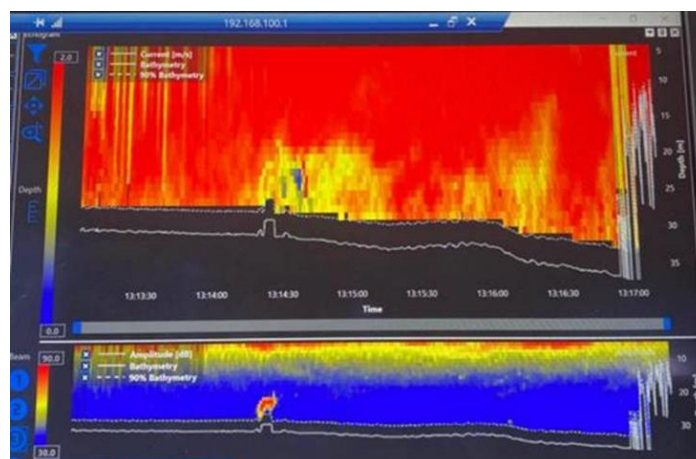 192.168.100.1
Echogram
2.0
Current [m/s]
Bathymetry
90% Bathymetry
Depth
0.0
5
10
15
20
25
30
35
Depth [m]
13:13:30 13:14:00 13:14:30 13:15:00 13:15:30 13:16:00 13:16:30 13:17:00
Time
Beam
90.0
1
2
3
30.0
Amplitude [dB]
Bathymetry
90% Bathymetry
10
20
30